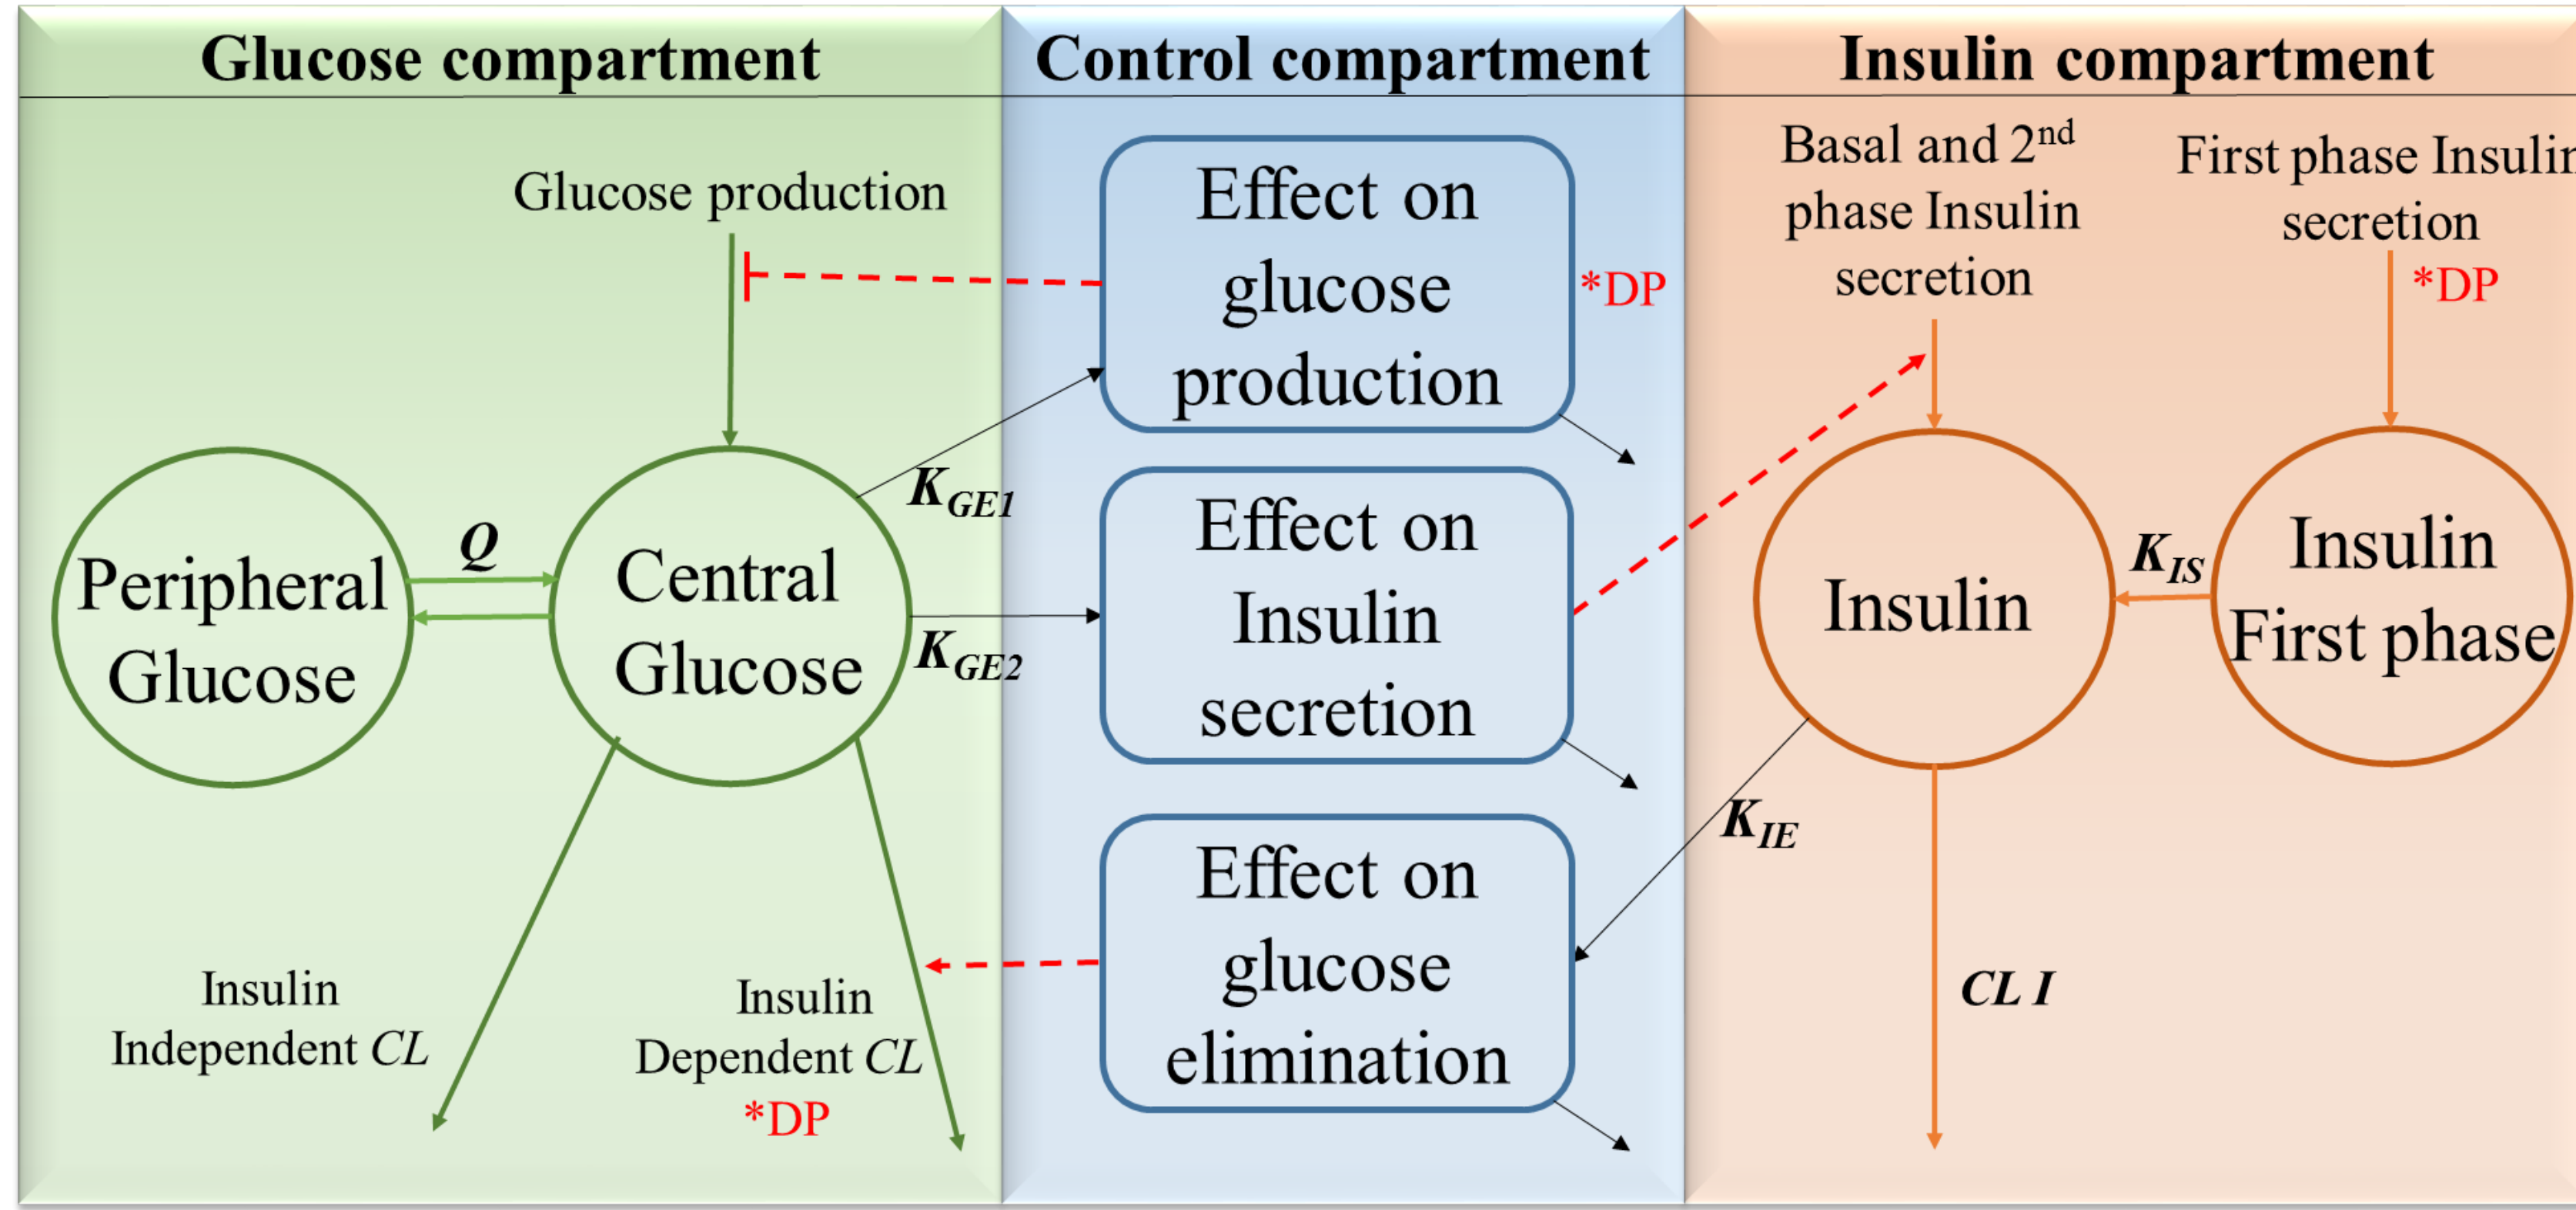 Glucose compartment
Control compartment
Insulin compartment
Glucose production
Peripheral
Glucose
Q
Central
Glucose
K_GE1
K_GE2
Insulin
Independent CL
Insulin
Dependent CL
*DP
Effect on
glucose
production
*DP
Effect on
Insulin
secretion
Effect on
glucose
elimination
Basal and 2nd
phase Insulin
secretion
First phase Insulin
secretion
*DP
Insulin
K_IS
Insulin
First phase
K_IE
CL I